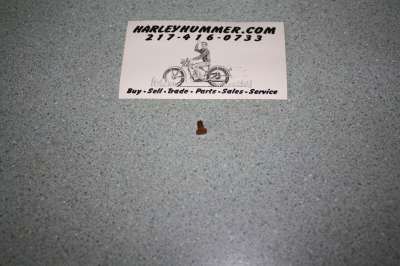 HARLEYHUMMER.COM
217-416-0733
Buy - Sell - Trade - Parts - Sales - Service